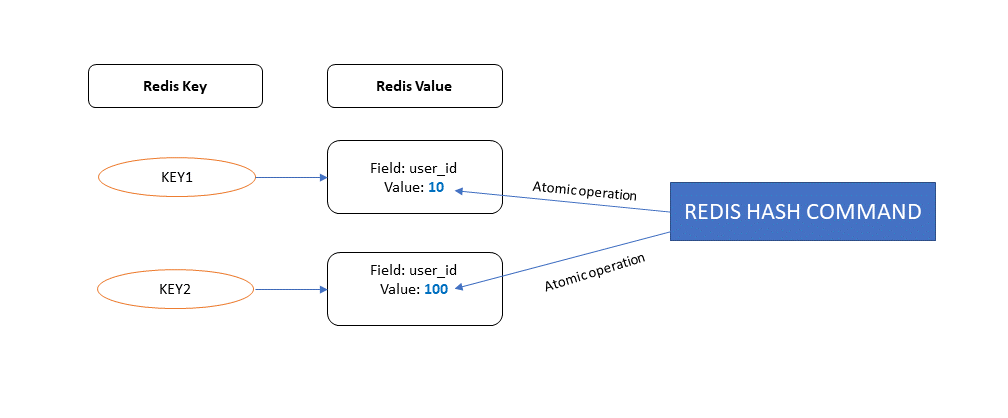 Redis Key
Redis Value
KEY1
Field: user_id
Value: 10
Atomic operation
REDIS HASH COMMAND
KEY2
Field: user_id
Value: 100
Atomic operation